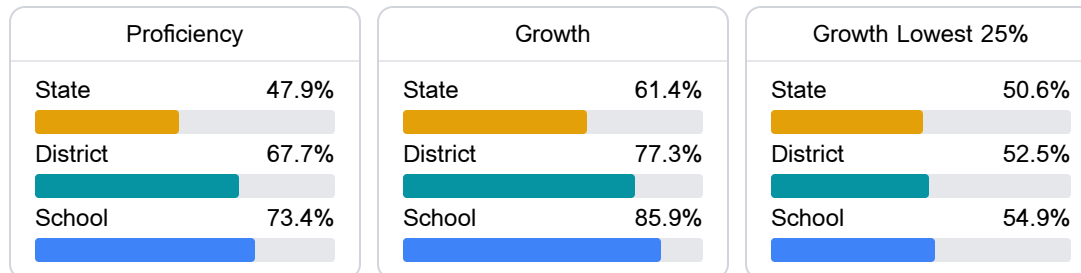 Proficiency
State 47.9%
District 67.7%
School 73.4%
Growth
State 61.4%
District 77.3%
School 85.9%
Growth Lowest 25%
State 50.6%
District 52.5%
School 54.9%